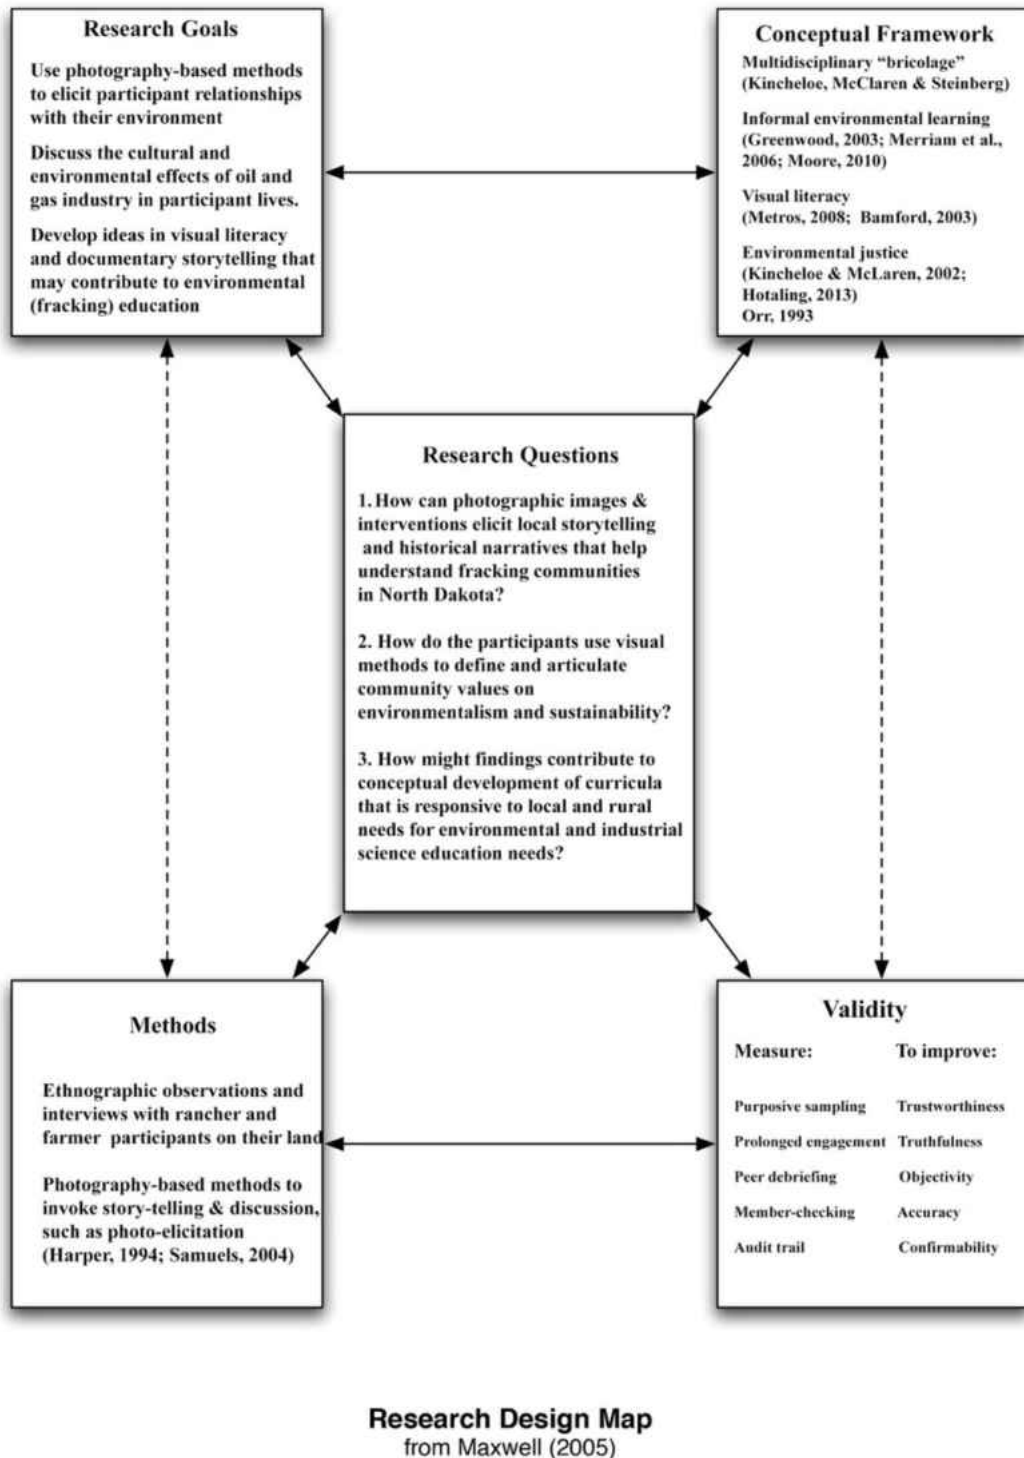 Research Goals
Use photography-based methods
to elicit participant relationships
with their environment
Discuss the cultural and
environmental effects of oil and
gas industry in participant lives.
Develop ideas in visual literacy
and documentary storytelling that
may contribute to environmental
(fracking) education
Conceptual Framework
Multidisciplinary “bricolage”
(Kincheloe, McClaren & Steinberg)
Informal environmental learning
(Greenwood, 2003; Merriam et al.,
2006; Moore, 2010)
Visual literacy
(Metros, 2008; Bamford, 2003)
Environmental justice
(Kincheloe & McLaren, 2002;
Hotaling, 2013)
Orr, 1993
Research Questions
1. How can photographic images &
interventions elicit local storytelling
and historical narratives that help
understand fracking communities
in North Dakota?
2. How do the participants use visual
methods to define and articulate
community values on
environmentalism and sustainability?
3. How might findings contribute to
conceptual development of curricula
that is responsive to local and rural
needs for environmental and industrial
science education needs?
Methods
Ethnographic observations and
interviews with rancher and
farmer participants on their land
Photography-based methods to
invoke story-telling & discussion,
such as photo-elicitation
(Harper, 1994; Samuels, 2004)
Validity
Measure: To improve:
Purposive sampling Trustworthiness
Prolonged engagement Truthfulness
Peer debriefing Objectivity
Member-checking Accuracy
Audit trail Confirmability
Research Design Map
from Maxwell (2005)